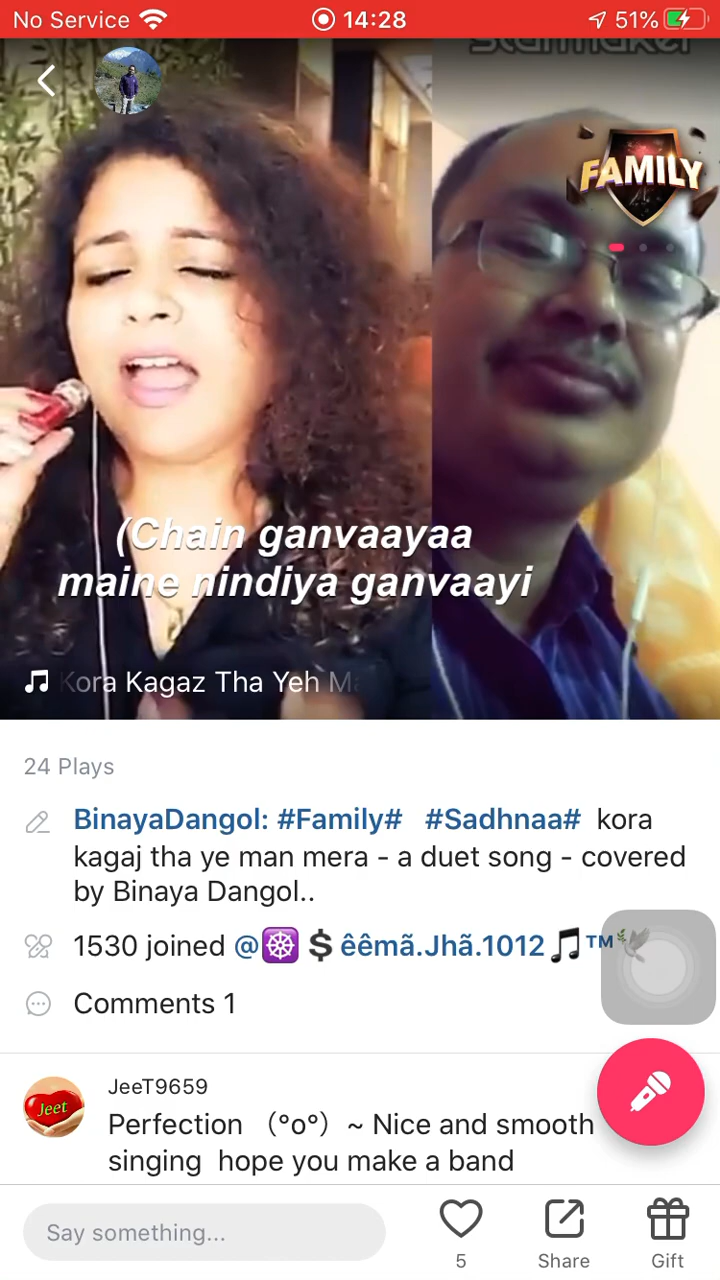 No Service 14:28 51%
StarMaker
FAMILY
(Chain ganvaayaa
maine nindiya ganvaayi
Kora Kagaz Tha Yeh Ma
24 Plays
BinayaDangol: #Family# #Sadhnaa# kora
kagaj tha ye man mera - a duet song - covered
by Binaya Dangol..
1530 joined @☸️💲êêmã.Jhã.1012🎵™🕊
Comments 1
Jeet
JeeT9659
Perfection （°o°）~ Nice and smooth
singing hope you make a band
Say something...
5 Share Gift